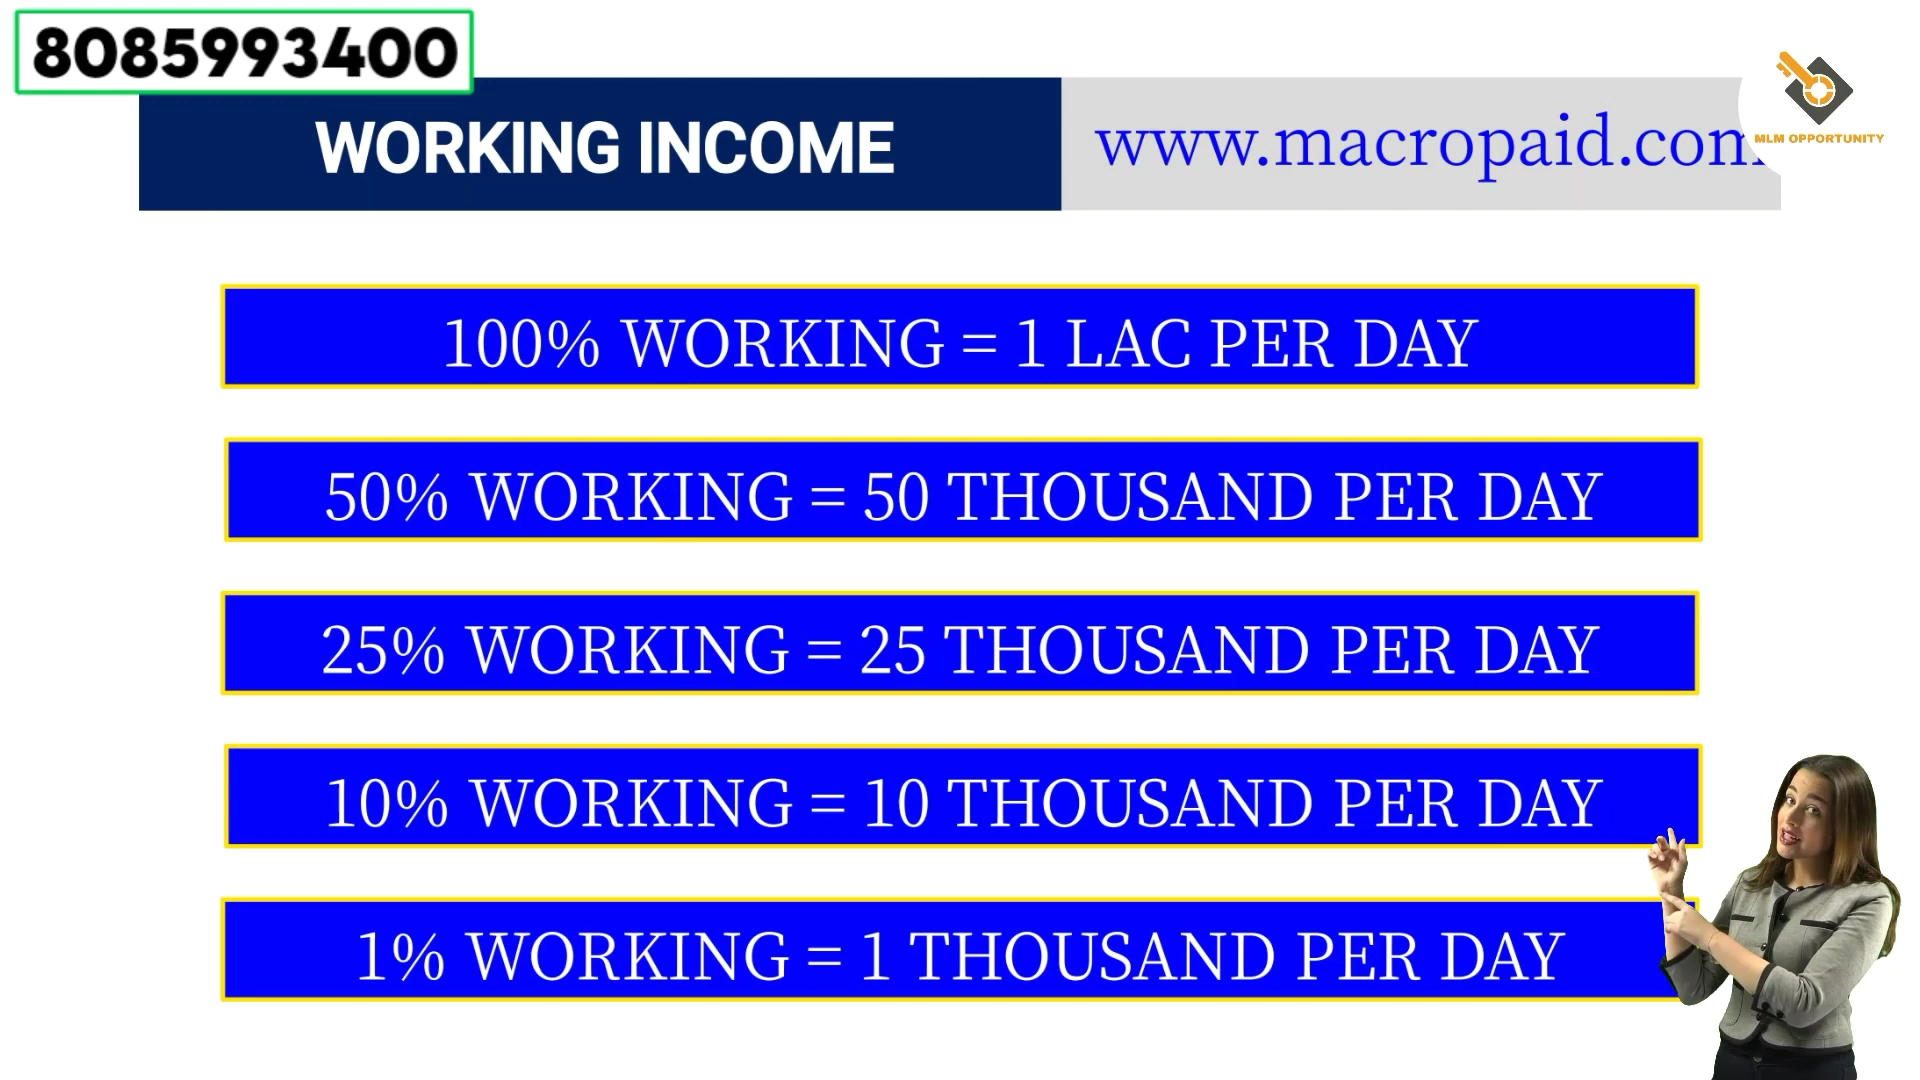 8085993400
WORKING INCOME
www.macropaid.com
MLM OPPORTUNITY
100% WORKING = 1 LAC PER DAY
50% WORKING = 50 THOUSAND PER DAY
25% WORKING = 25 THOUSAND PER DAY
10% WORKING = 10 THOUSAND PER DAY
1% WORKING = 1 THOUSAND PER DAY